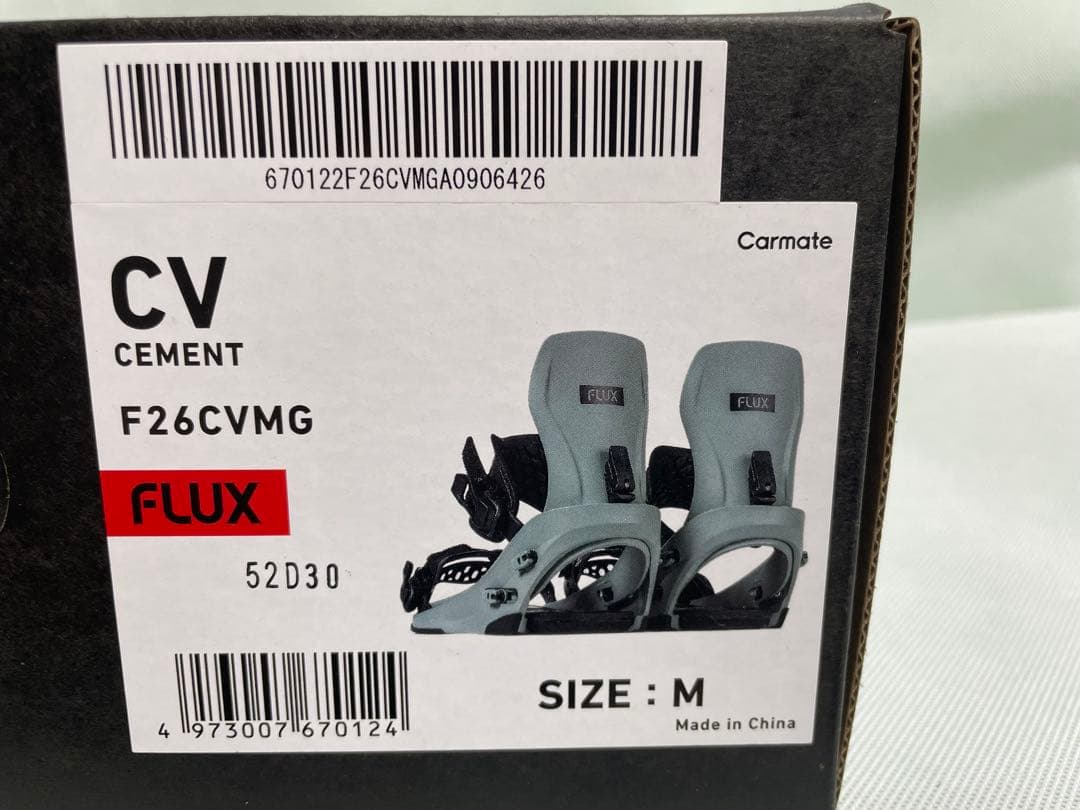 670122F26CVMGA0906426
Carmate
CV
CEMENT
F26CVMG
FLUX
FLUX
FLUX
52D30
SIZE : M
Made in China
4 973007 670124